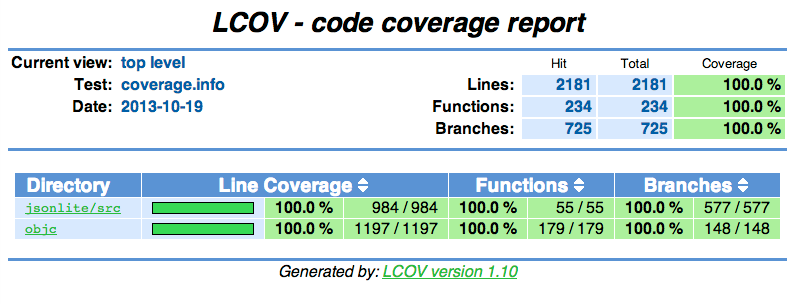 LCOV - code coverage report
Current view: top level
Hit Total Coverage
Test: coverage.info Lines: 2181 2181 100.0 %
Date: 2013-10-19 Functions: 234 234 100.0 %
Branches: 725 725 100.0 %
Directory Line Coverage Functions Branches
jsonlite/src 100.0 % 984 / 984 100.0 % 55 / 55 100.0 % 577 / 577
objc 100.0 % 1197 / 1197 100.0 % 179 / 179 100.0 % 148 / 148
Generated by: LCOV version 1.10